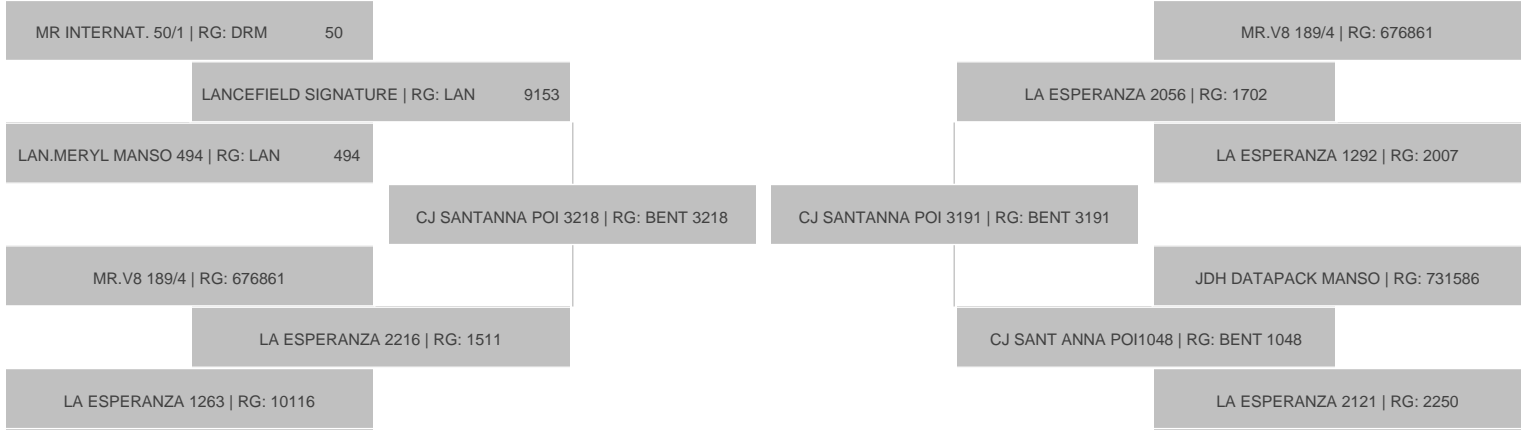 MR INTERNAT. 50/1 | RG: DRM 50
MR.V8 189/4 | RG: 676861
LANCEFIELD SIGNATURE | RG: LAN 9153
LA ESPERANZA 2056 | RG: 1702
LAN.MERYL MANSO 494 | RG: LAN 494
LA ESPERANZA 1292 | RG: 2007
CJ SANTANNA POI 3218 | RG: BENT 3218
CJ SANTANNA POI 3191 | RG: BENT 3191
MR.V8 189/4 | RG: 676861
JDH DATAPACK MANSO | RG: 731586
LA ESPERANZA 2216 | RG: 1511
CJ SANT ANNA POI1048 | RG: BENT 1048
LA ESPERANZA 1263 | RG: 10116
LA ESPERANZA 2121 | RG: 2250